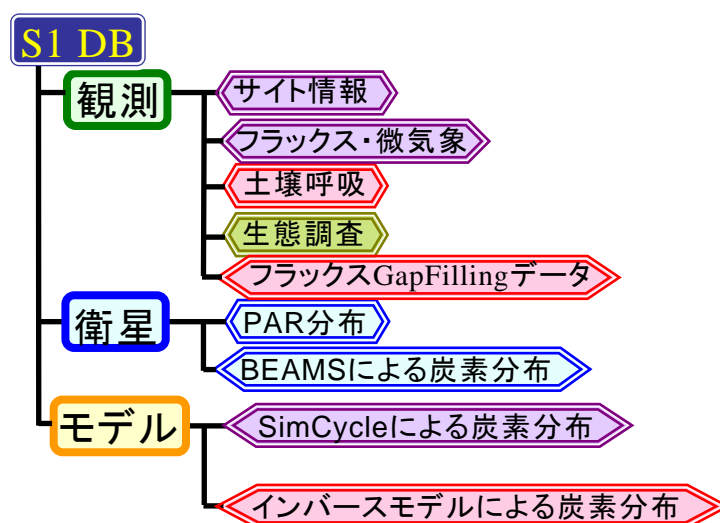 S1 DB
観測
サイト情報
フラックス・微気象
土壌呼吸
生態調査
フラックスGapFillingデータ
衛星
PAR分布
BEAMSによる炭素分布
モデル
SimCycleによる炭素分布
インバースモデルによる炭素分布